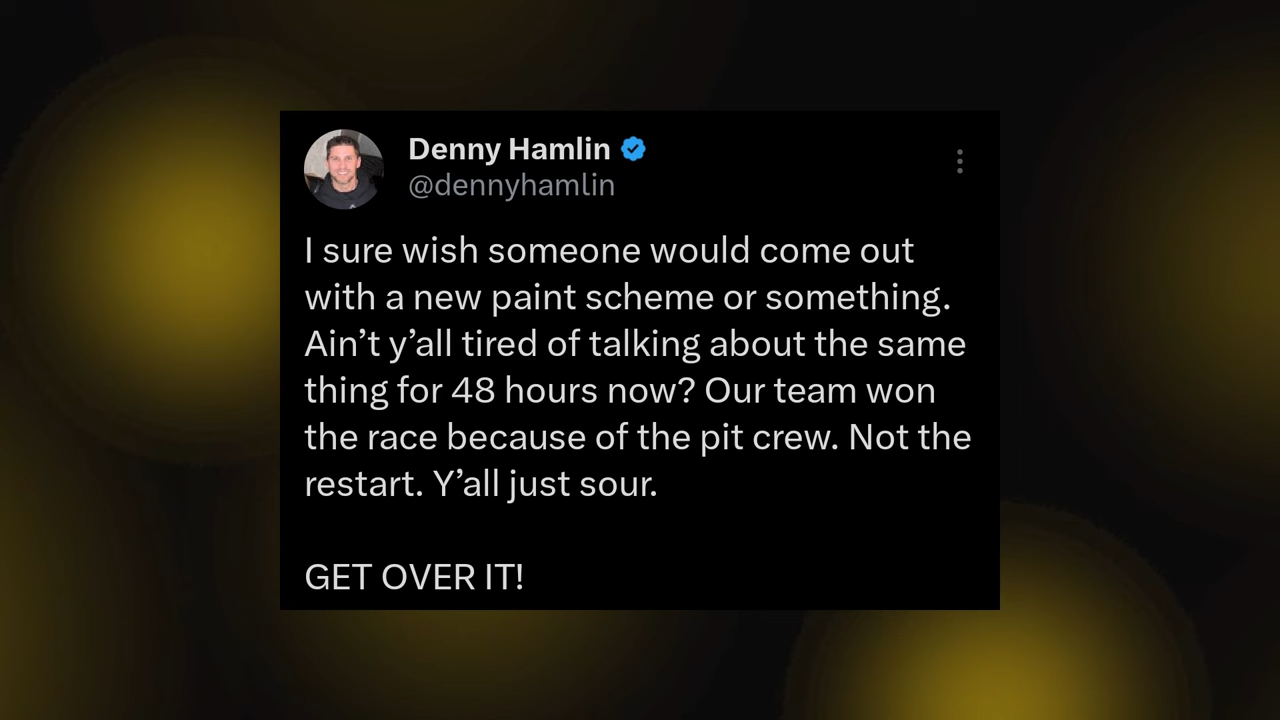 Denny Hamlin
@dennyhamlin
I sure wish someone would come out
with a new paint scheme or something.
Ain’t y’all tired of talking about the same
thing for 48 hours now? Our team won
the race because of the pit crew. Not the
restart. Y’all just sour.
GET OVER IT!